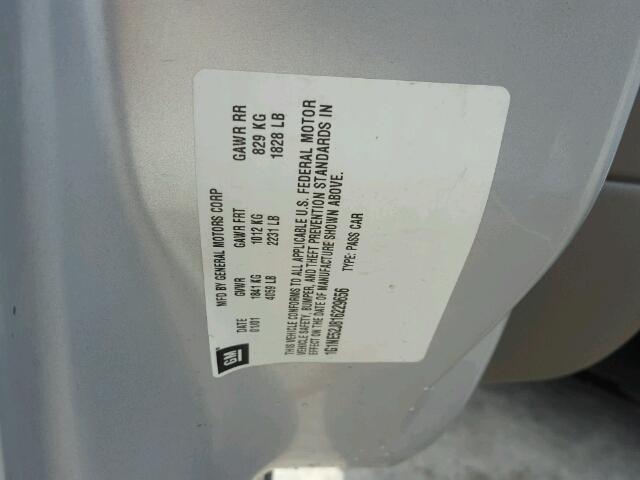 GM
MFD BY GENERAL MOTORS CORP
DATE GVWR GAWR FRT GAWR RR
01/01 1841 KG 1012 KG 829 KG
4059 LB 2231 LB 1828 LB
THIS VEHICLE CONFORMS TO ALL APPLICABLE U.S. FEDERAL MOTOR
VEHICLE SAFETY, BUMPER, AND THEFT PREVENTION STANDARDS IN
EFFECT ON THE DATE OF MANUFACTURE SHOWN ABOVE.
1G1NE52J816229656 TYPE: PASS CAR